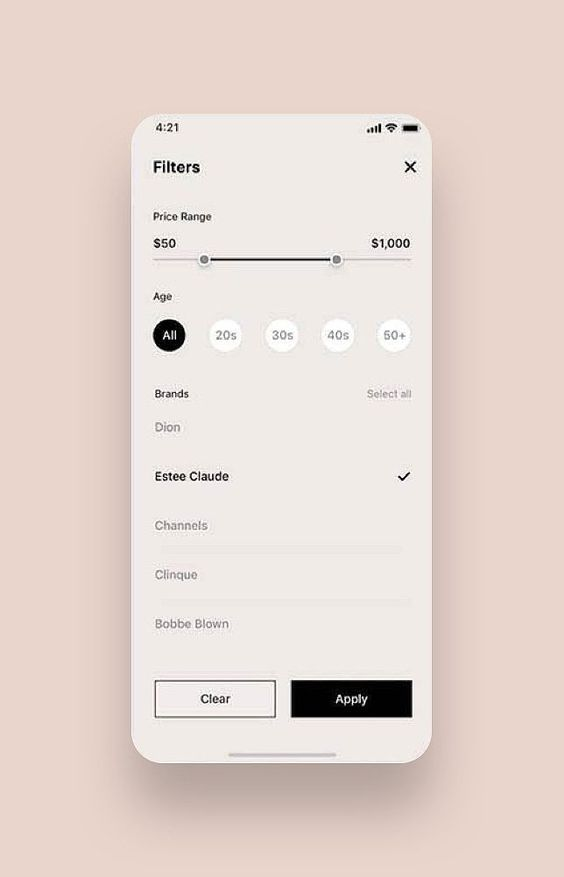 4:21
Filters
Price Range
$50 $1,000
Age
All 20s 30s 40s 50+
Brands Select all
Dion
Estee Claude
Channels
Clinque
Bobbe Blown
Clear Apply